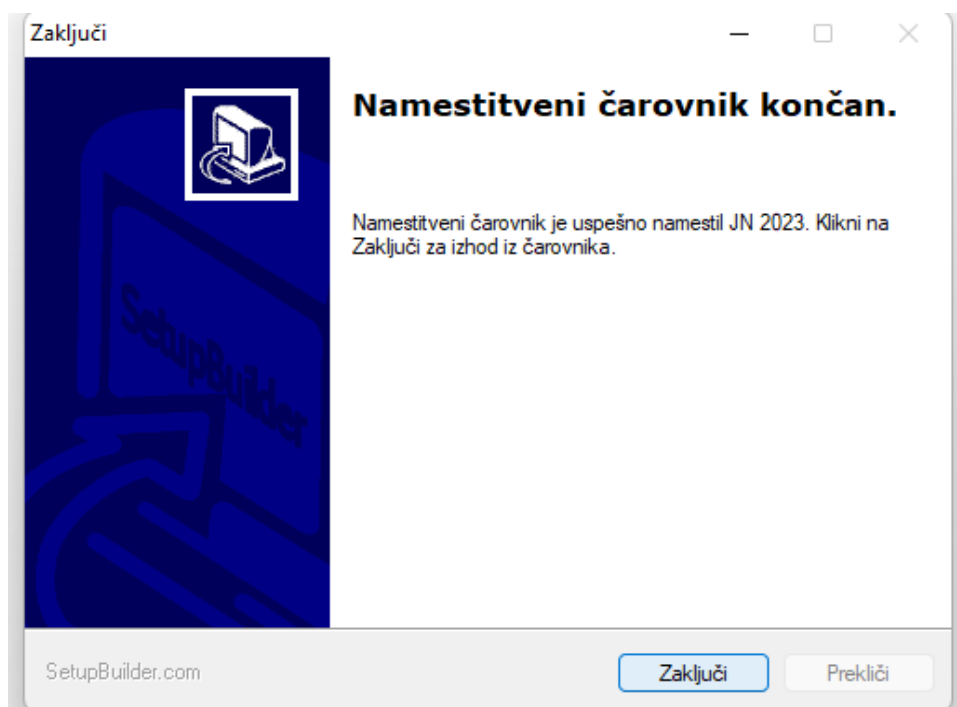 Zaključi
Namestitveni čarovnik končan.
Namestitveni čarovnik je uspešno namestil JN 2023. Klikni na
Zaključi za izhod iz čarovnika.
SetupBuilder
SetupBuilder.com
Zaključi
Prekliči